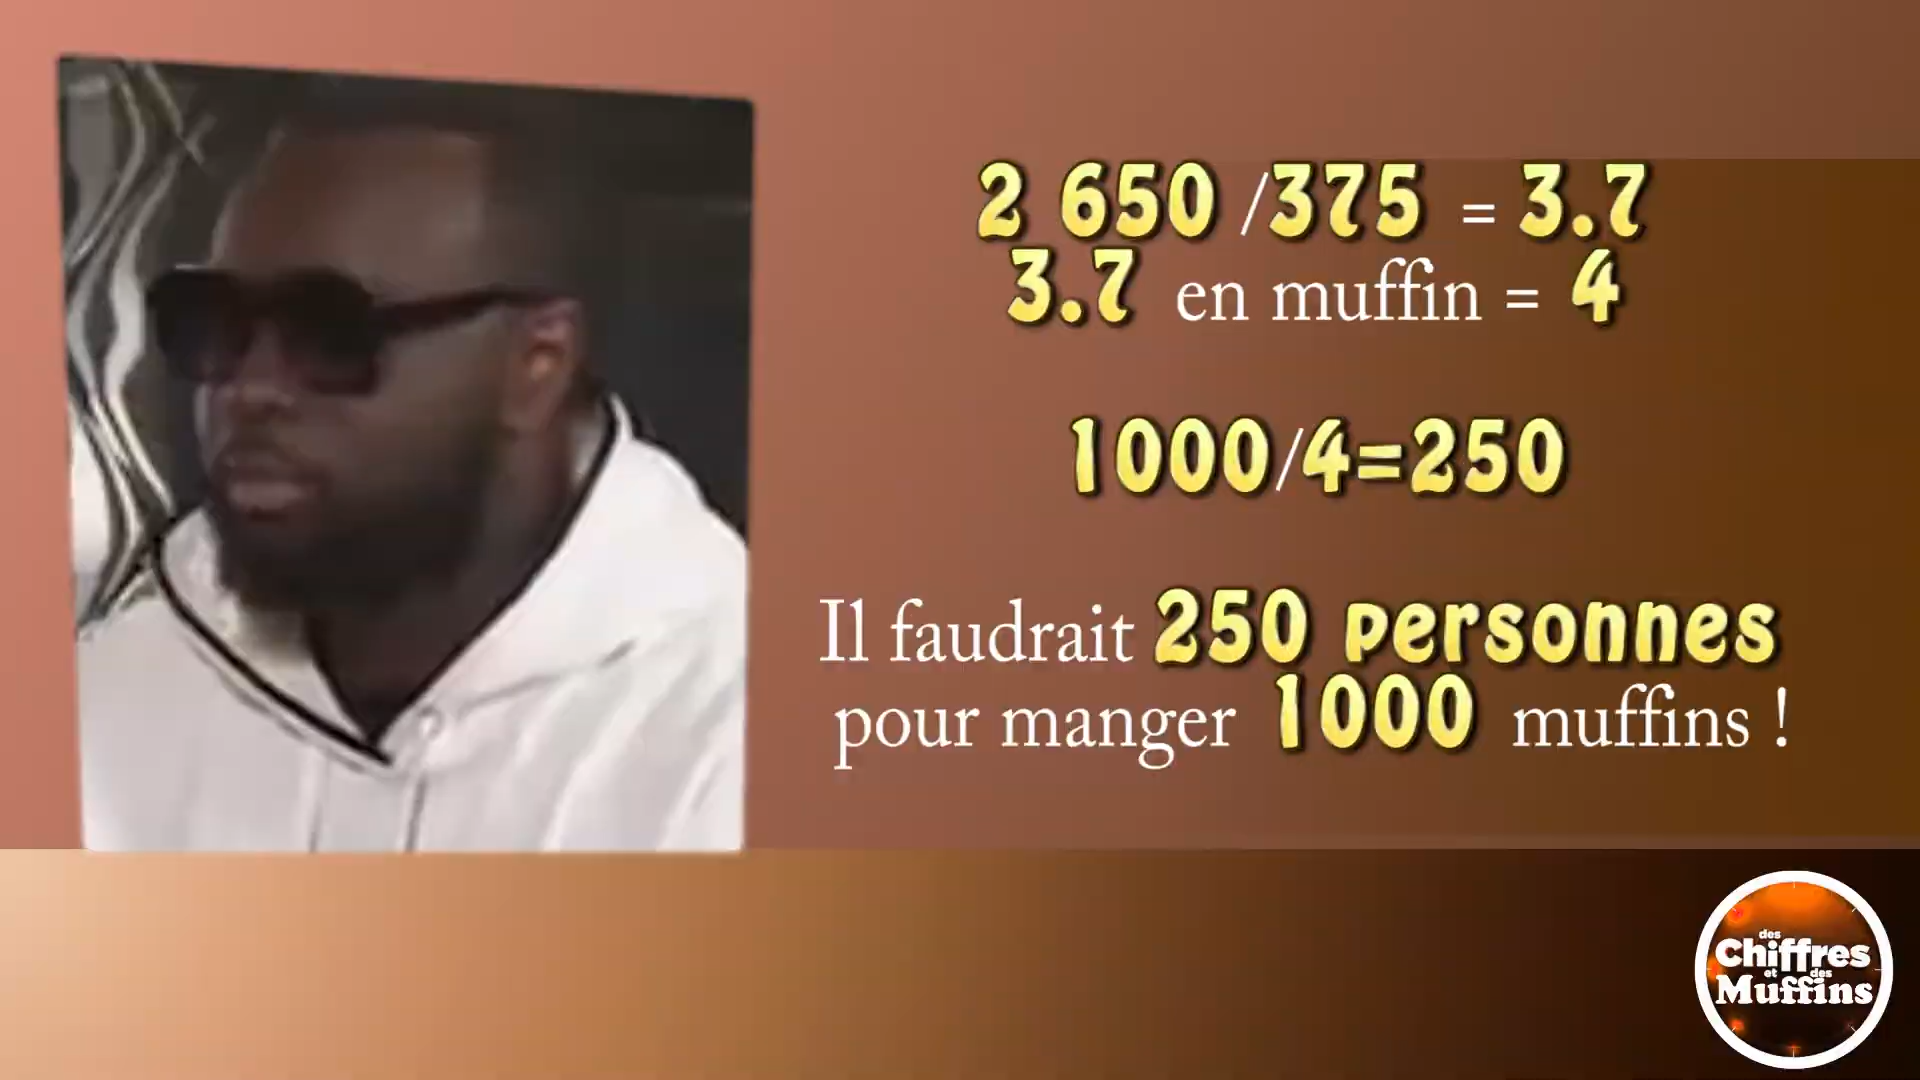 2 650 /375 = 3.7
3.7 en muffin = 4
1000/4=250
Il faudrait 250 personnes
pour manger 1000 muffins !
des
Chiffres
et des
Muffins